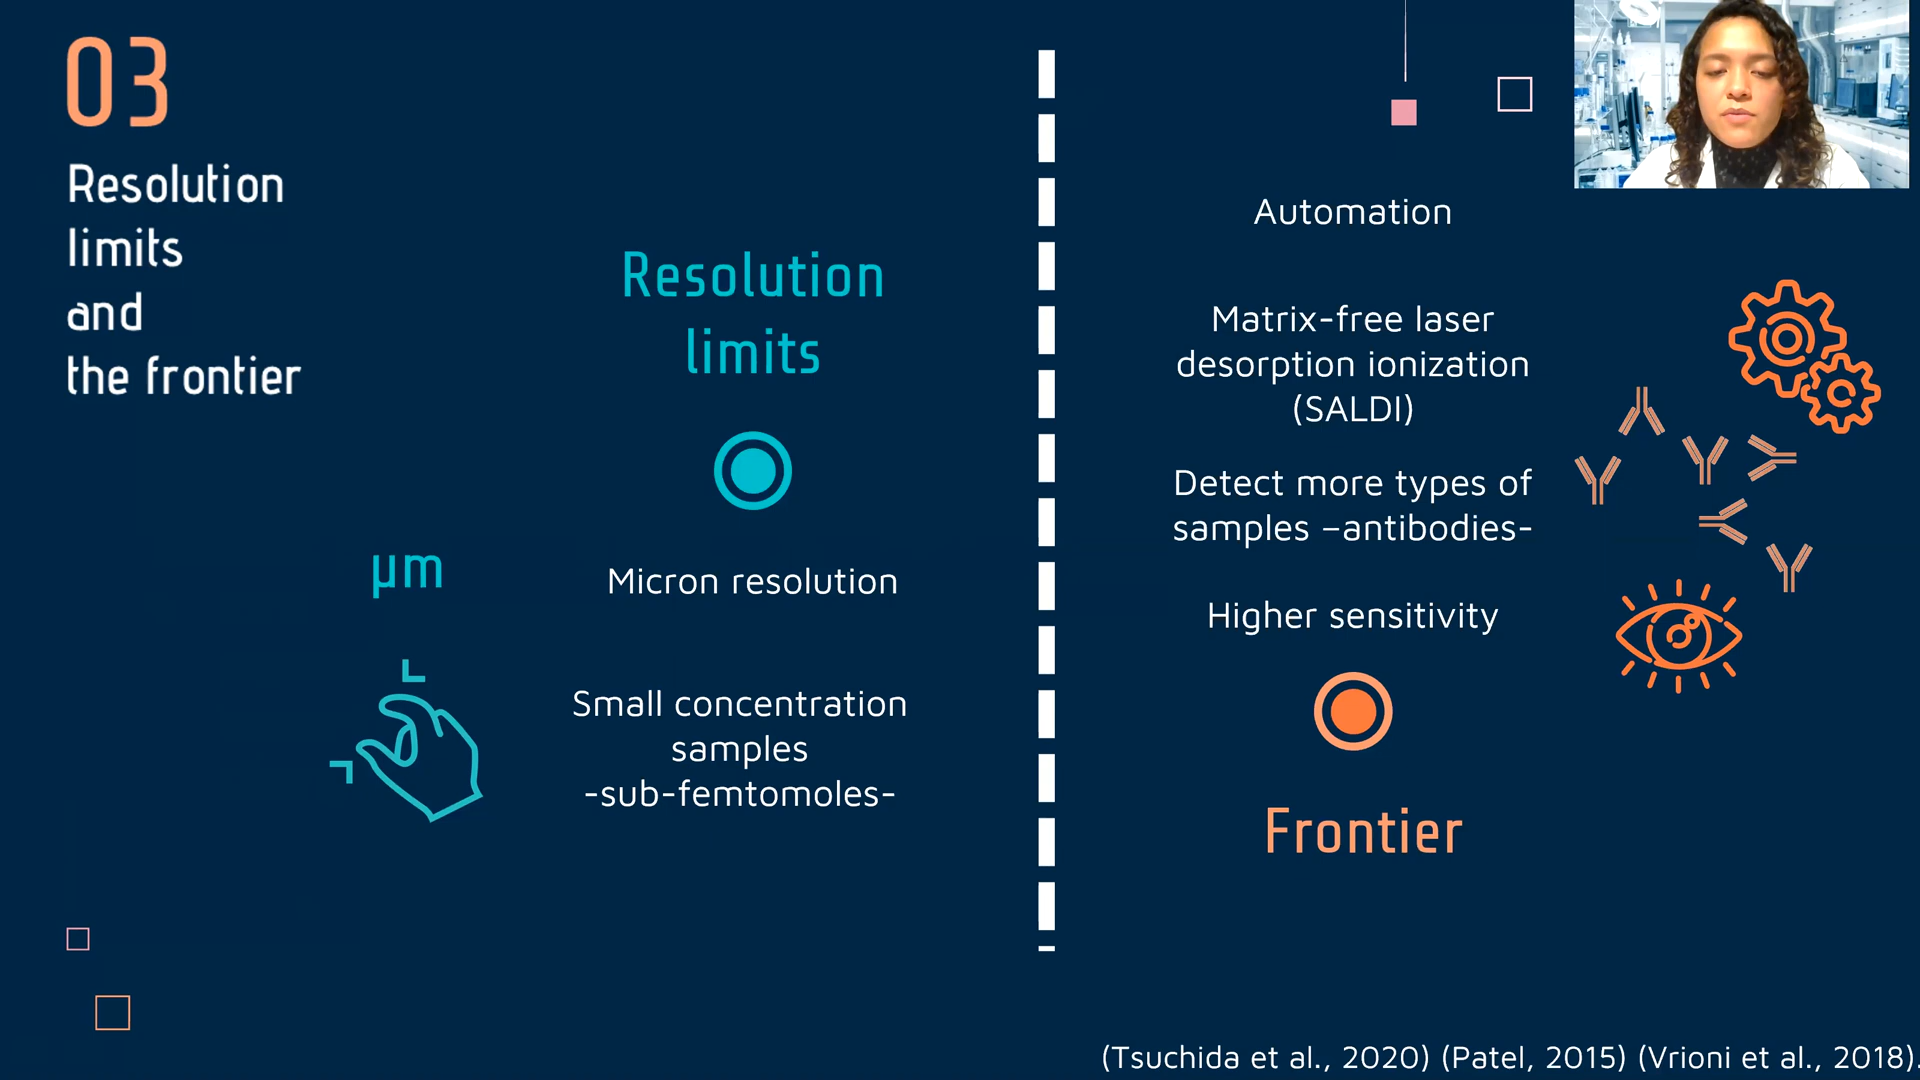 03
Resolution
limits
and
the frontier
Resolution
limits
µm
Micron resolution
Small concentration
samples
-sub-femtomoles-
Automation
Matrix-free laser
desorption ionization
(SALDI)
Detect more types of
samples –antibodies-
Higher sensitivity
Frontier
(Tsuchida et al., 2020) (Patel, 2015) (Vrioni et al., 2018).